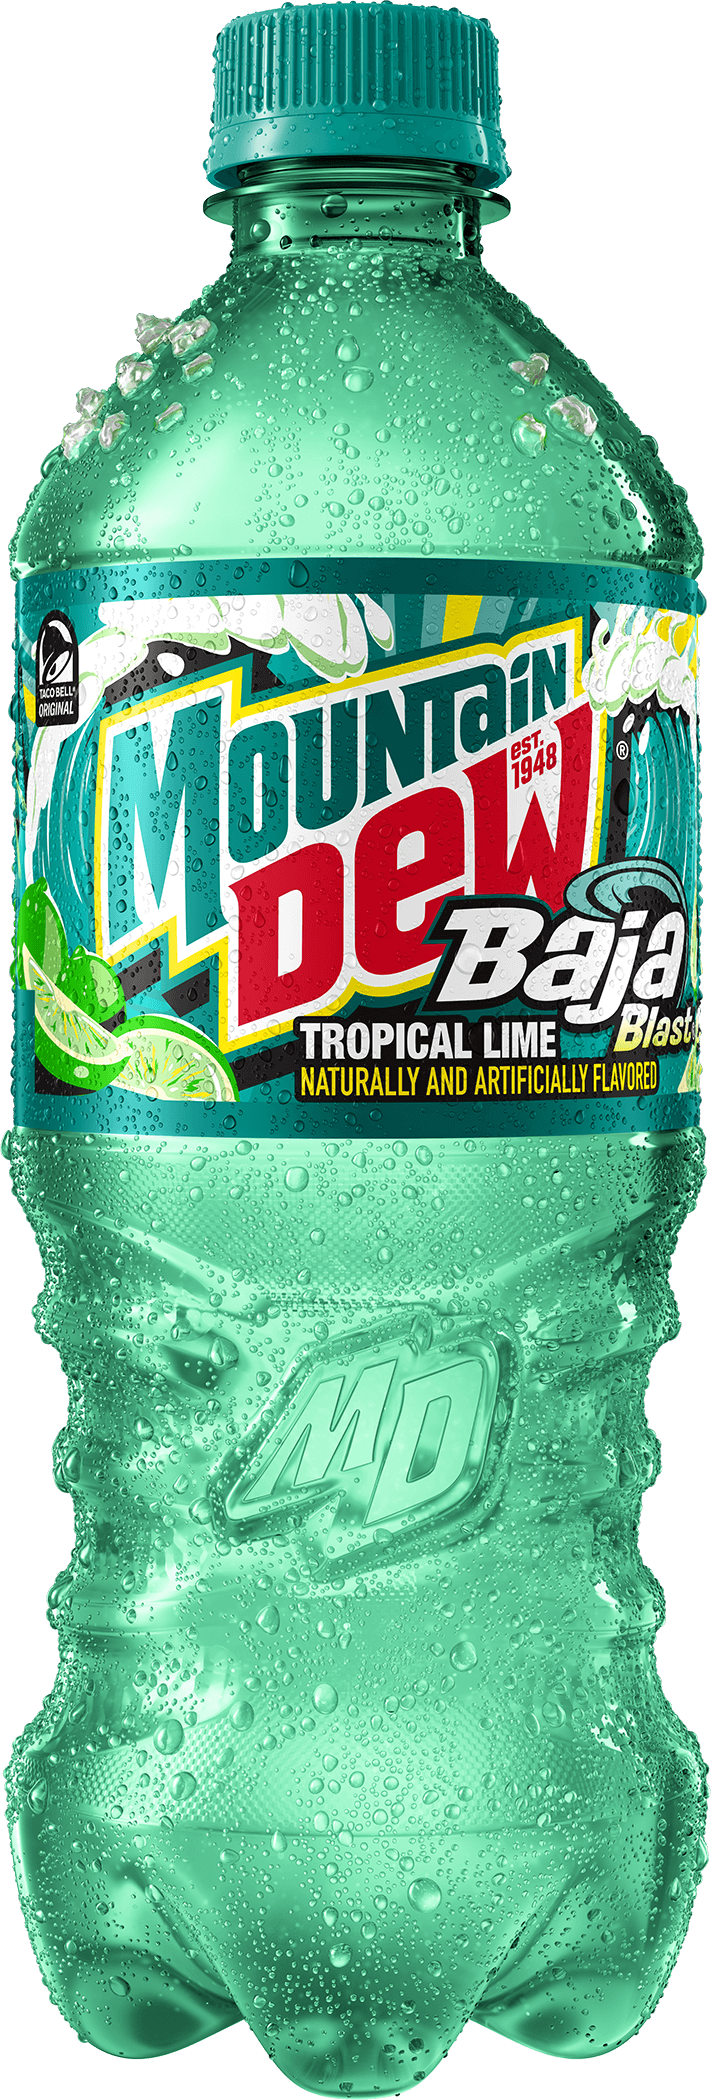 TACO BELL®
ORIGINAL
MOUNTaiN
DeW
est.
1948
®
Baja
Blast
TROPICAL LIME
NATURALLY AND ARTIFICIALLY FLAVORED
MD